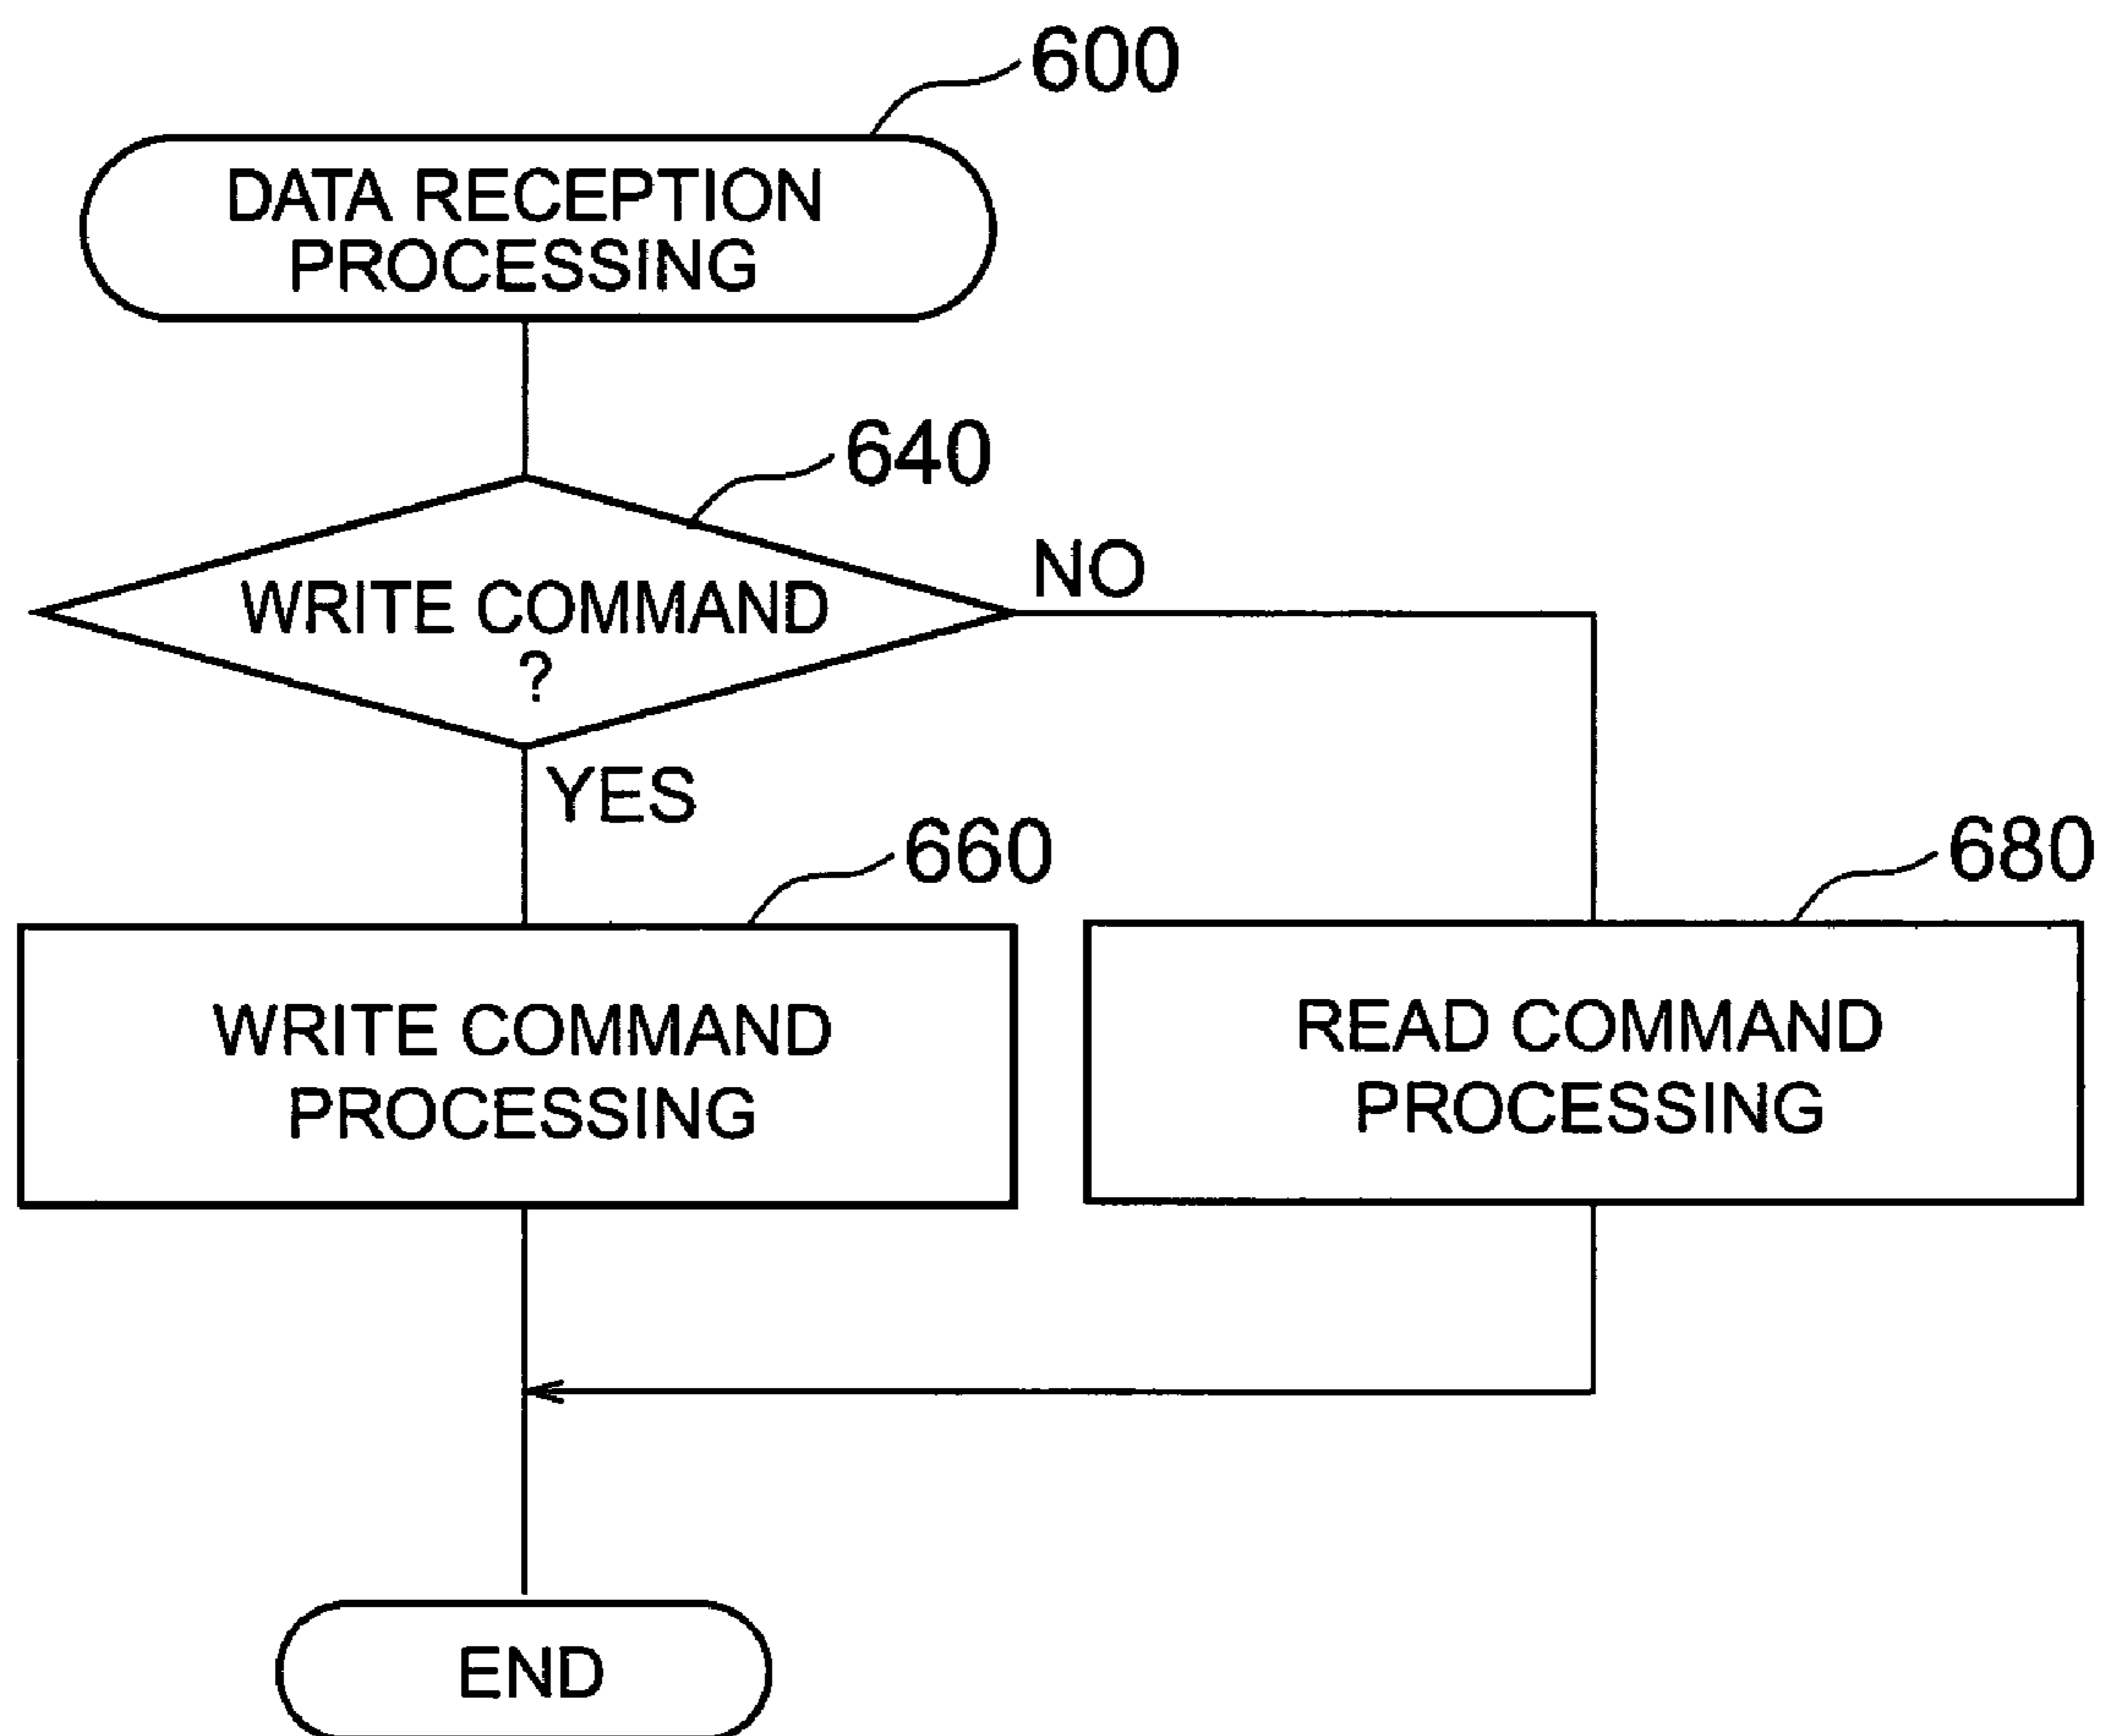 600
DATA RECEPTION
PROCESSING
640
WRITE COMMAND
?
NO
YES
660
680
WRITE COMMAND
PROCESSING
READ COMMAND
PROCESSING
END